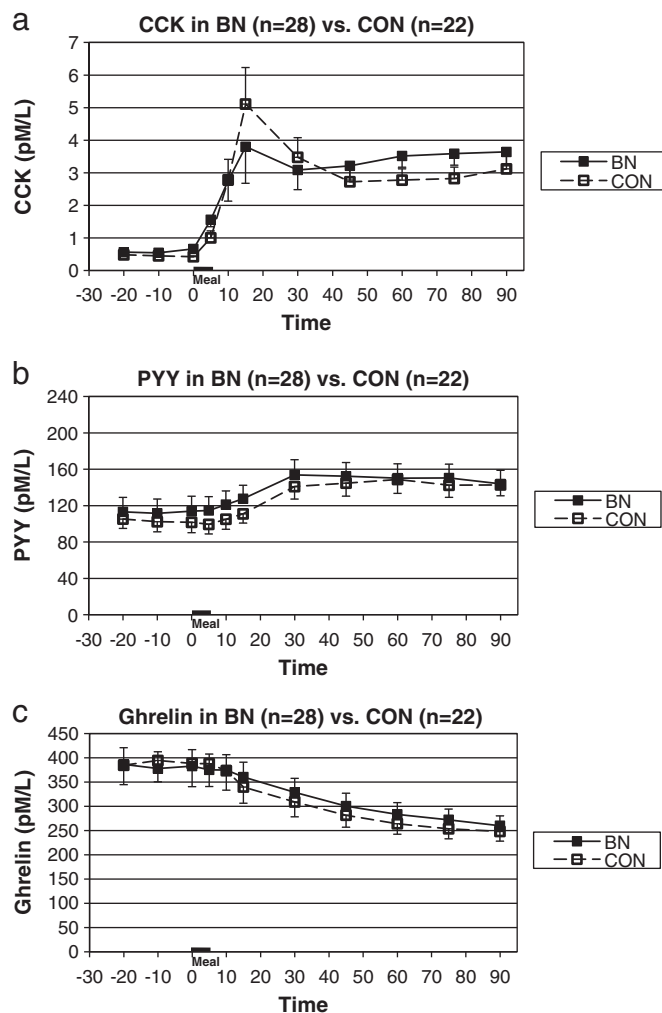 a
CCK in BN (n=28) vs. CON (n=22)
7
6
5
4
3
2
1
0
CCK (pM/L)
-30 -20 -10 0 10 20 30 40 50 60 70 80 90
Meal
Time
BN
CON
b
PYY in BN (n=28) vs. CON (n=22)
240
200
160
120
80
40
0
PYY (pM/L)
-30 -20 -10 0 10 20 30 40 50 60 70 80 90
Meal
Time
BN
CON
c
Ghrelin in BN (n=28) vs. CON (n=22)
450
400
350
300
250
200
150
100
50
0
Ghrelin (pM/L)
-30 -20 -10 0 10 20 30 40 50 60 70 80 90
Meal
Time
BN
CON